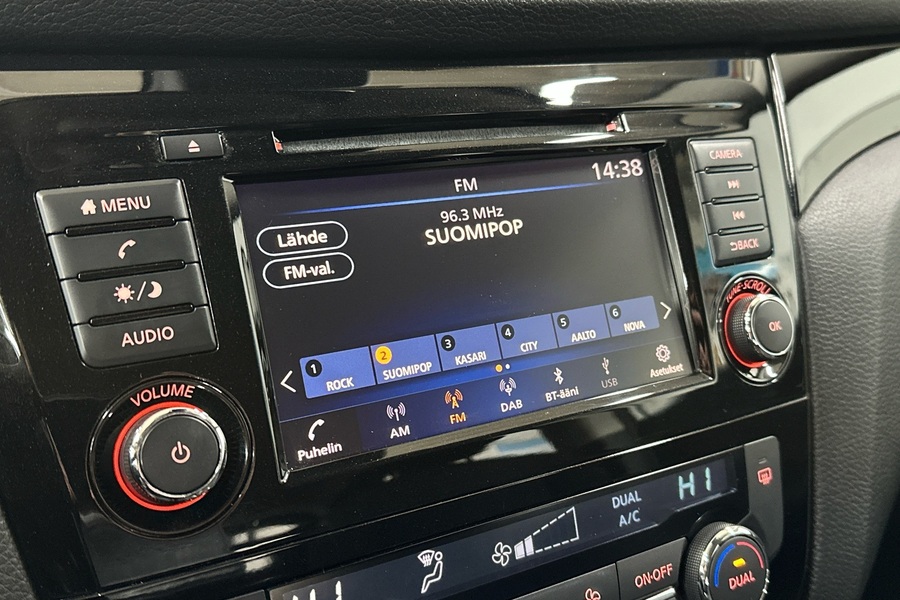 FM
14:38
96.3 MHz
SUOMIPOP
Lähde
FM-val.
1 ROCK
2 SUOMIPOP
3 KASARI
4 CITY
5 AALTO
6 NOVA
Puhelin
AM
FM
DAB
BT-ääni
USB
Asetukset
MENU
AUDIO
VOLUME
CAMERA
BACK
TUNE·SCROLL
OK
DUAL
A/C
HI
HI
ON·OFF
DUAL